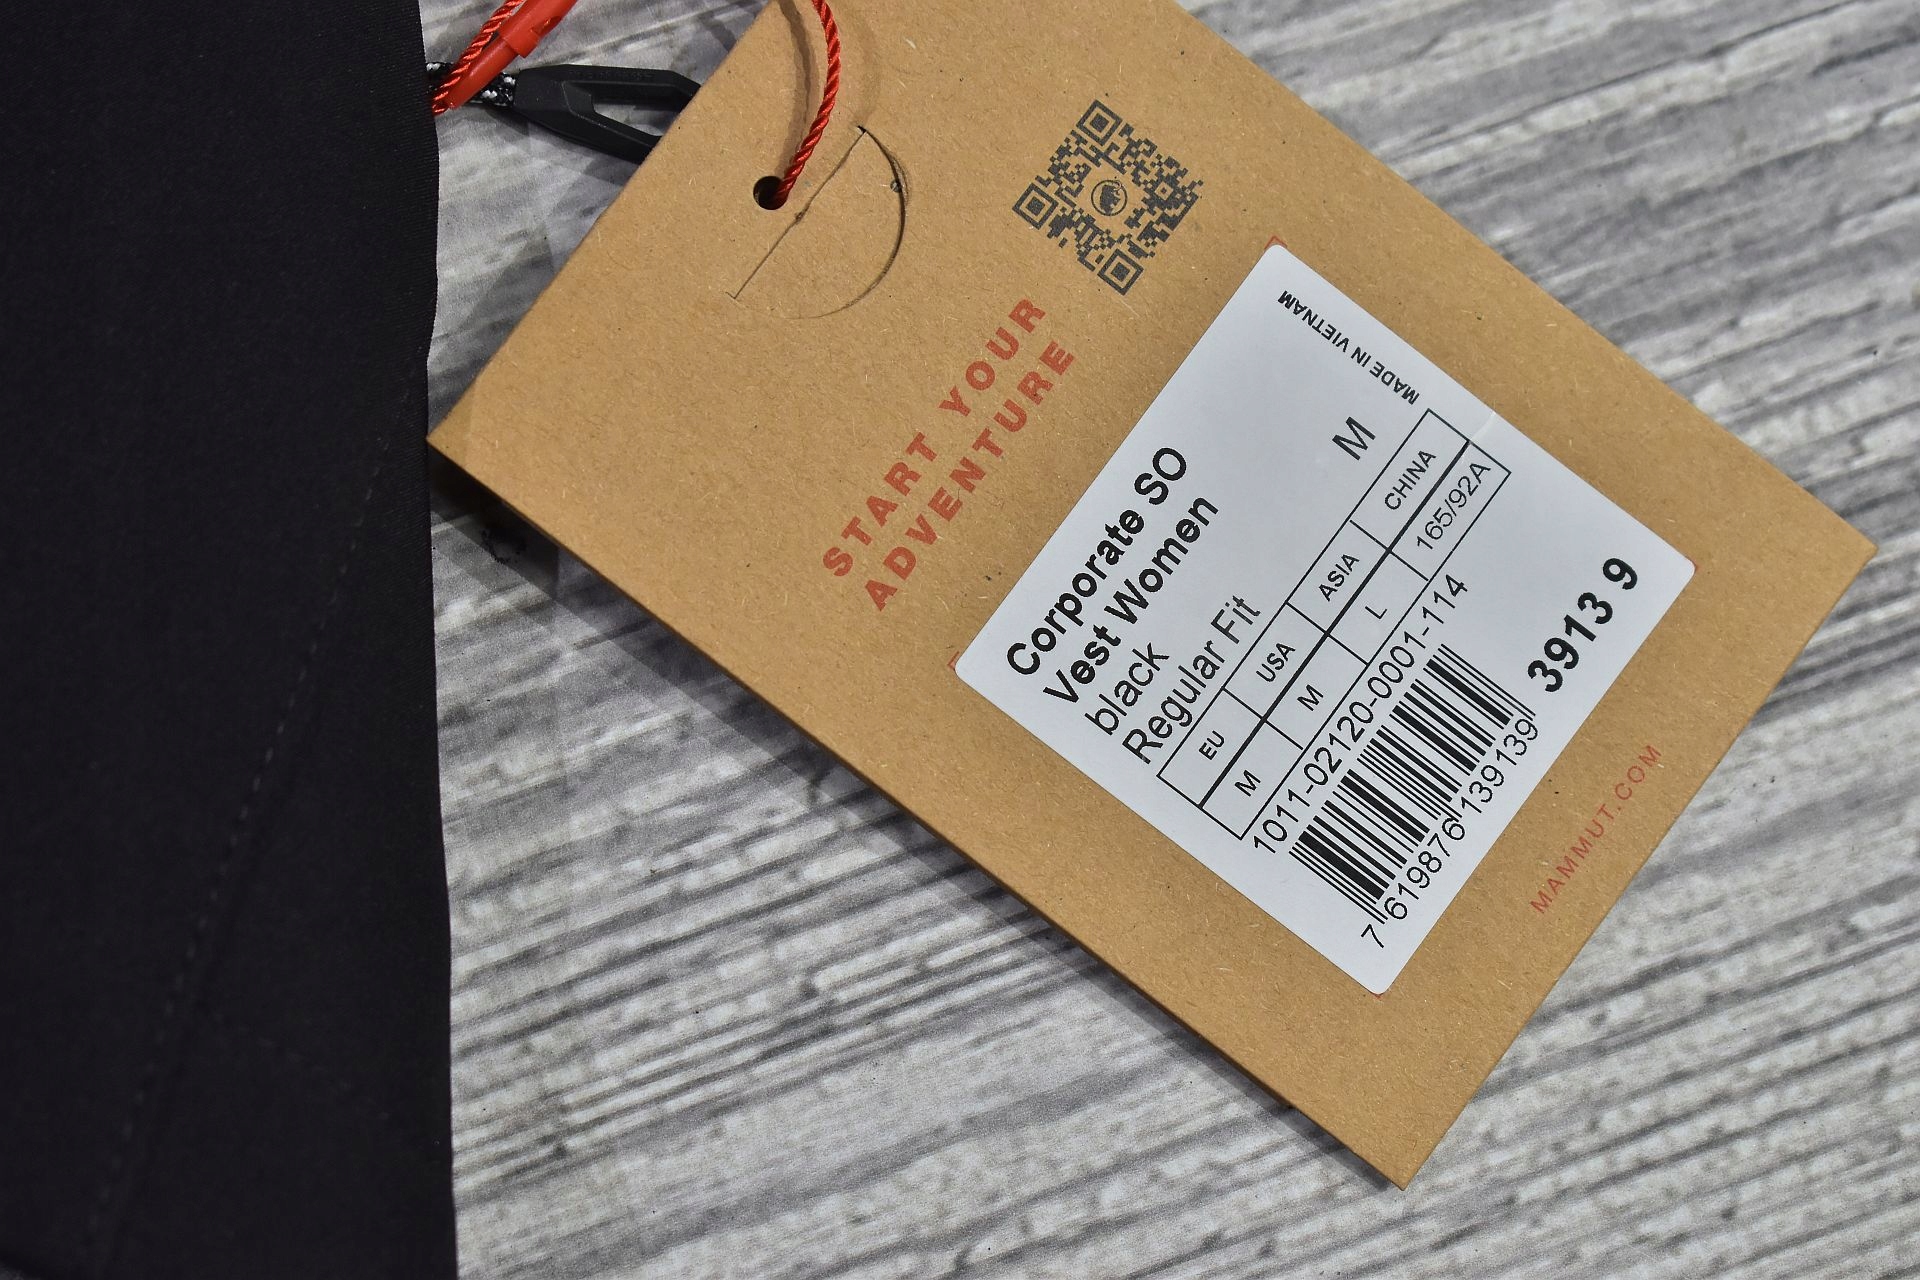 START YOUR
ADVENTURE
MADE IN VIETNAM
Corporate SO
Vest Women
black
Regular Fit
M
EU USA ASIA CHINA
M M L 165/92A
1011-02120-0001-114
7 619876 139139
3913 9
MAMMUT.COM